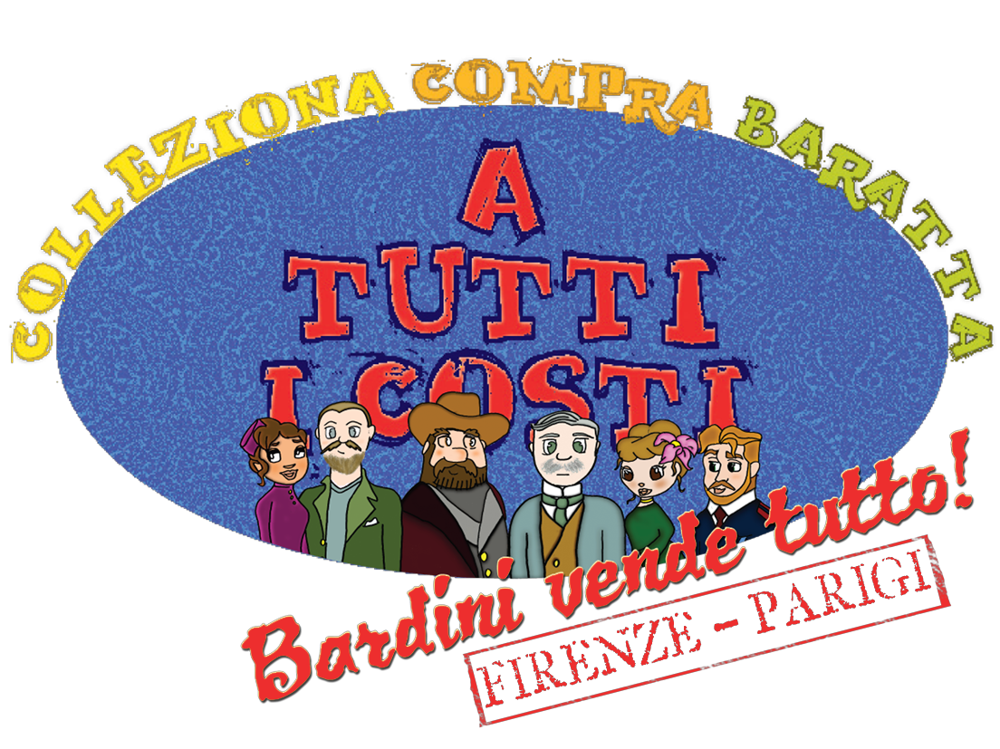 COLLEZIONA COMPRA BARATTA
A
TUTTI
I COSTI
Bardini vende tutto!
FIRENZE - PARIGI